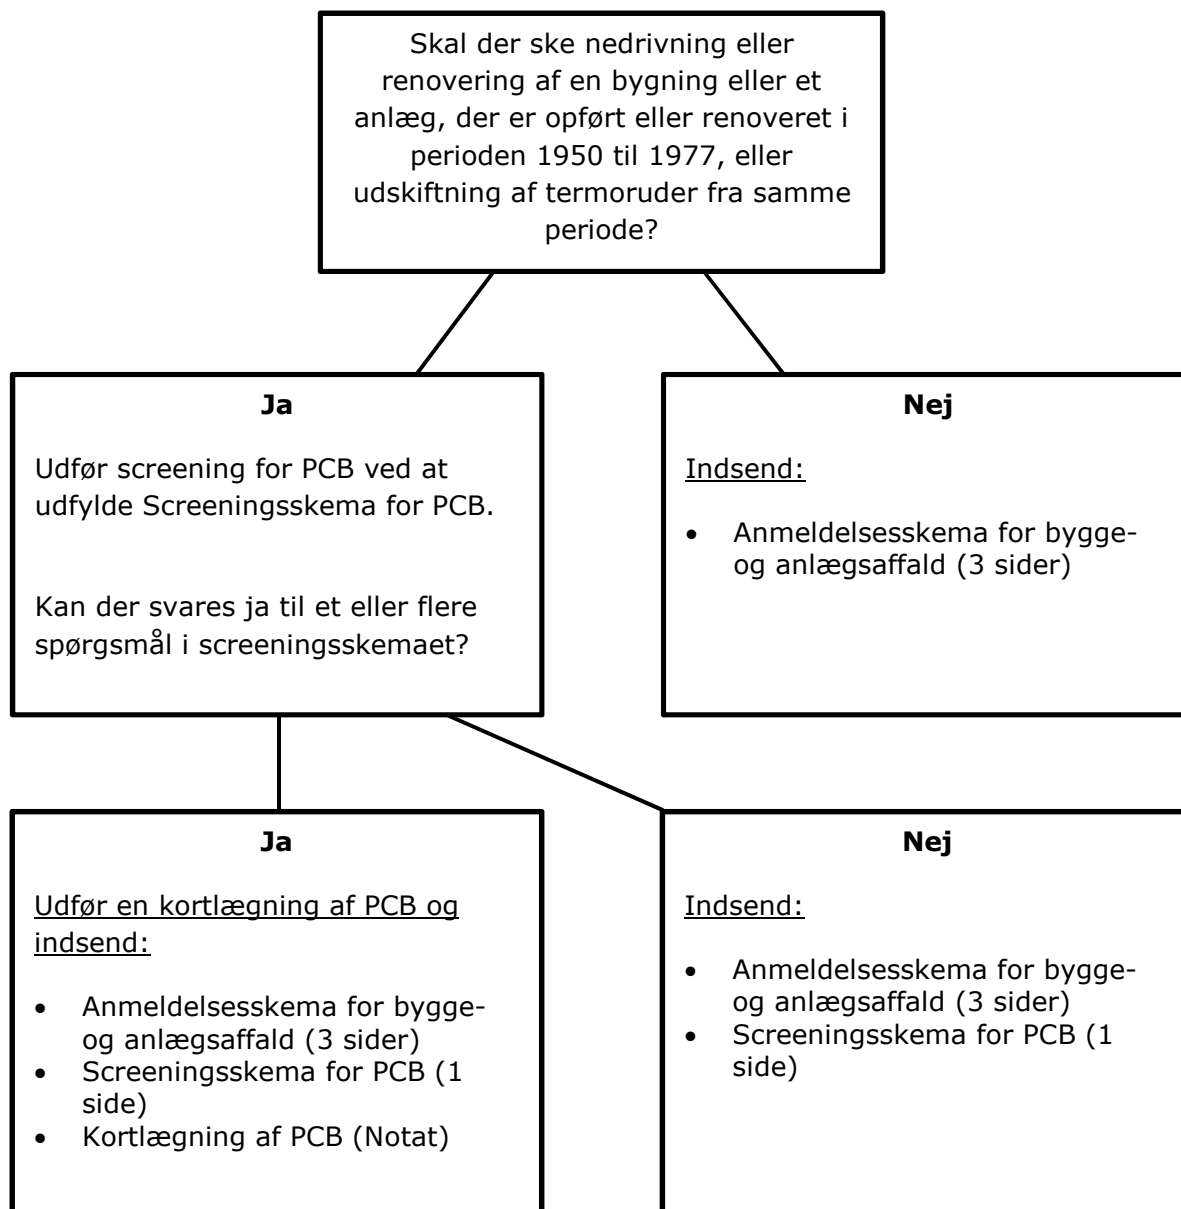 Skal der ske nedrivning eller
renovering af en bygning eller et
anlæg, der er opført eller renoveret i
perioden 1950 til 1977, eller
udskiftning af termoruder fra samme
periode?
Ja
Udfør screening for PCB ved at
udfylde Screeningsskema for PCB.
Kan der svares ja til et eller flere
spørgsmål i screeningsskemaet?
Nej
Indsend:
• Anmeldelsesskema for bygge-
og anlægsaffald (3 sider)
Ja
Udfør en kortlægning af PCB og
indsend:
• Anmeldelsesskema for bygge-
og anlægsaffald (3 sider)
• Screeningsskema for PCB (1
side)
• Kortlægning af PCB (Notat)
Nej
Indsend:
• Anmeldelsesskema for bygge-
og anlægsaffald (3 sider)
• Screeningsskema for PCB (1
side)